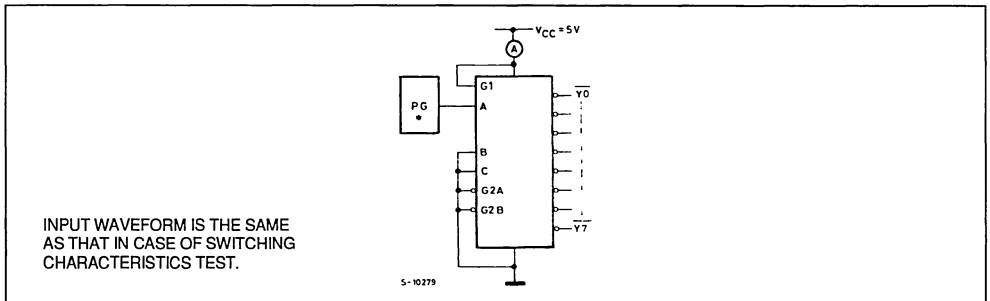 VCC=5V
A
G1
PG
*
A
Y0
B
C
G2A
G2B
Y7
INPUT WAVEFORM IS THE SAME
AS THAT IN CASE OF SWITCHING
CHARACTERISTICS TEST.
S-10279